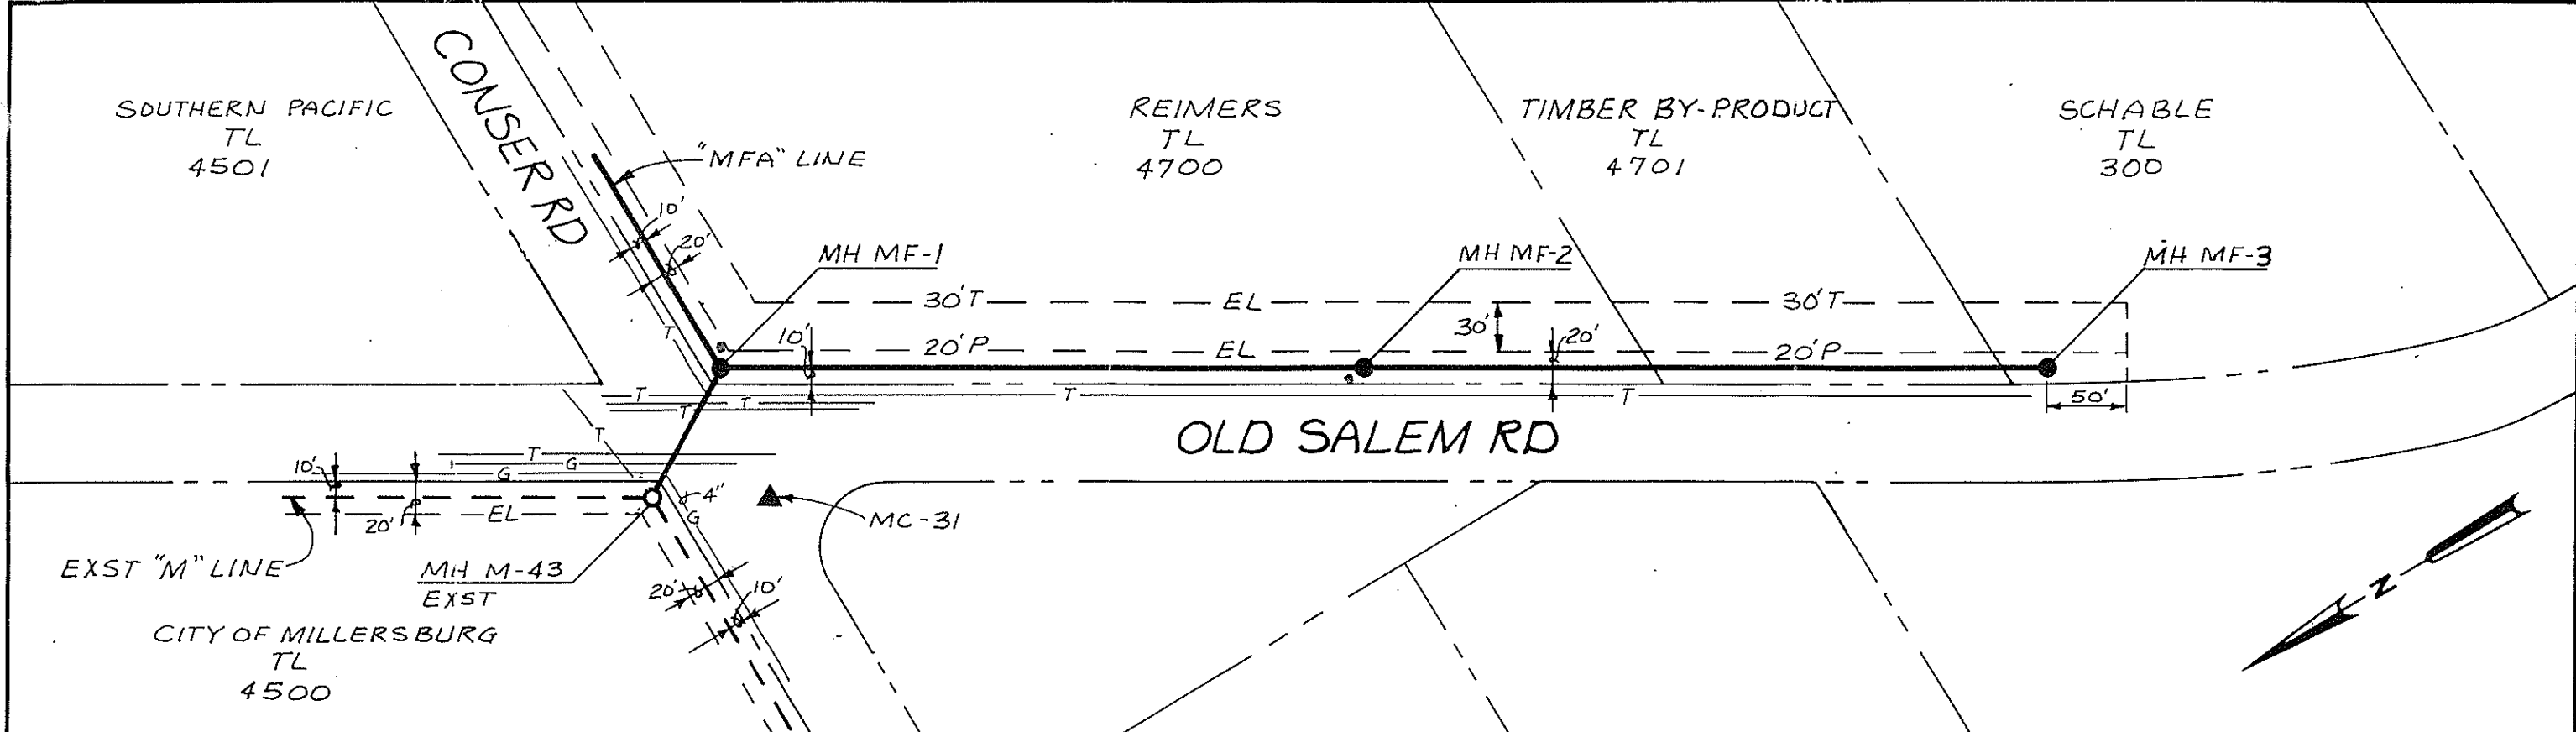 CONSER RD
SOUTHERN PACIFIC
TL
4501
"MFA" LINE
10'
20'
REIMERS
TL
4700
TIMBER BY-PRODUCT
TL
4701
SCHABLE
TL
300
MH MF-1
MH MF-2
MH MF-3
30'T EL 30'T
30'
10'
20'P EL 20'P
20'
T
T T T
T T
T
50'
OLD SALEM RD
T
T
G
G
10'
20'
EL
4"
G
MC-31
EXST "M" LINE
MH M-43
EXST
20'
10'
CITY OF MILLERSBURG
TL
4500
N